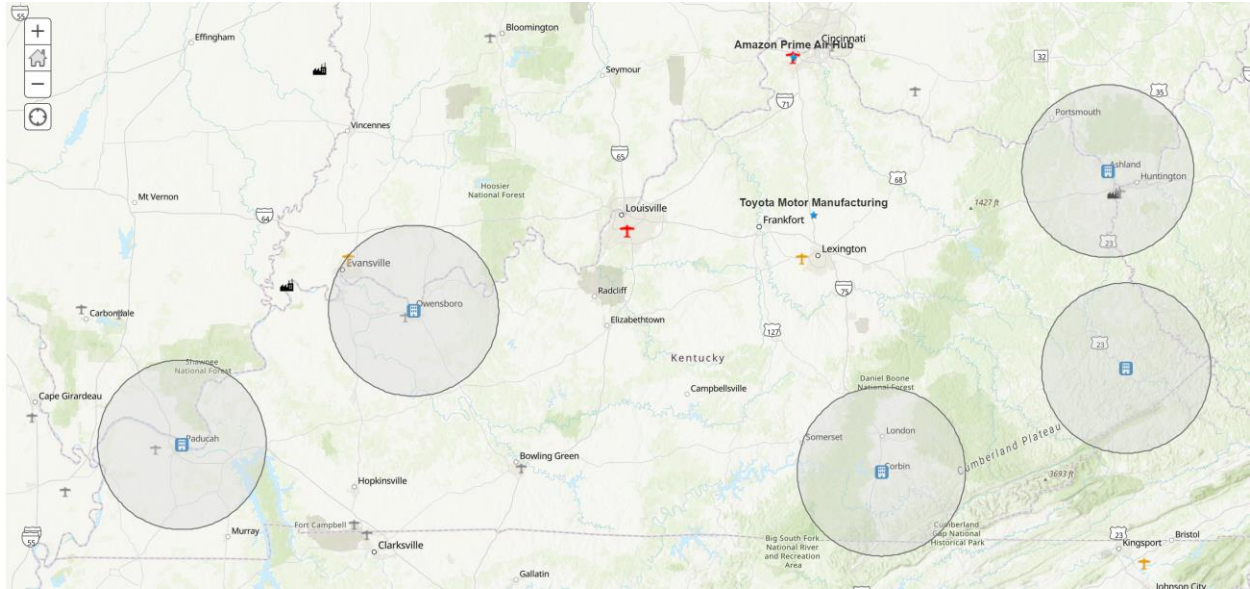 55
Effingham
Bloomington
Cincinnati
Amazon Prime Air Hub
Seymour
32
35
71
Portsmouth
Vincennes
65
Ashland
Huntington
68
Hoosier
National Forest
Mt Vernon
64
Louisville
Toyota Motor Manufacturing
Frankfort
1427 ft
23
Lexington
Evansville
75
Radcliff
Owensboro
Carbondale
Elizabethtown
127
23
Kentucky
Shawnee
National Forest
Daniel Boone
National Forest
Campbellsville
Cape Girardeau
Paducah
Somerset
London
Corbin
Cumberland Plateau
3693 ft
Bowling Green
Hopkinsville
Murray
Fort Campbell
Clarksville
55
Big South Fork
National River
and Recreation
Area
Cumberland
Gap National
Historical Park
23
Bristol
Kingsport
Gallatin
Johnson City